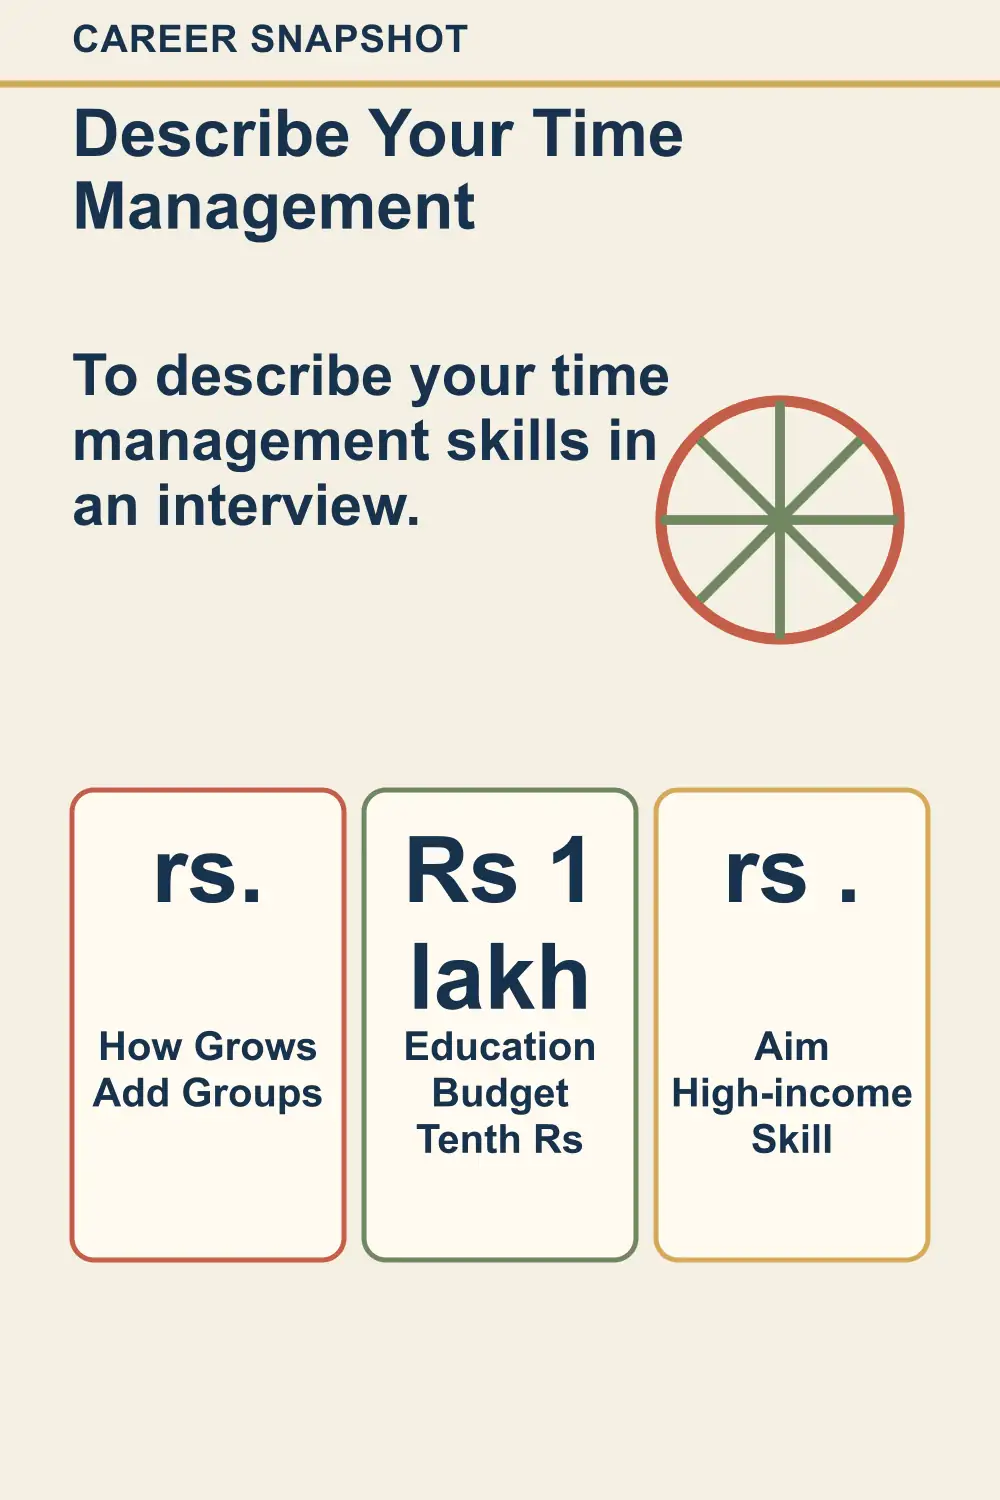 CAREER SNAPSHOT
Describe Your Time
Management
To describe your time
management skills in
an interview.
rs.
How Grows
Add Groups
Rs 1
lakh
Education
Budget
Tenth Rs
rs .
Aim
High-income
Skill